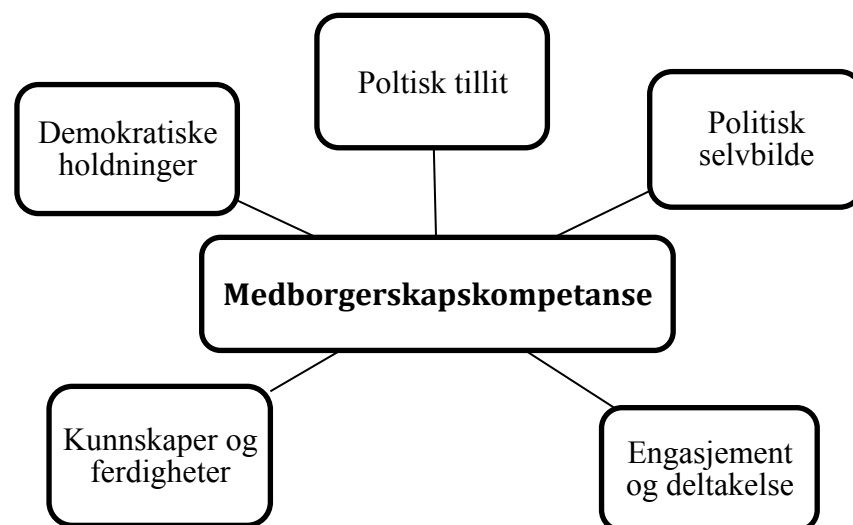 Poltisk tillit
Demokratiske
holdninger
Politisk
selvbilde
Medborgerskapskompetanse
Kunnskaper og
ferdigheter
Engasjement
og deltakelse